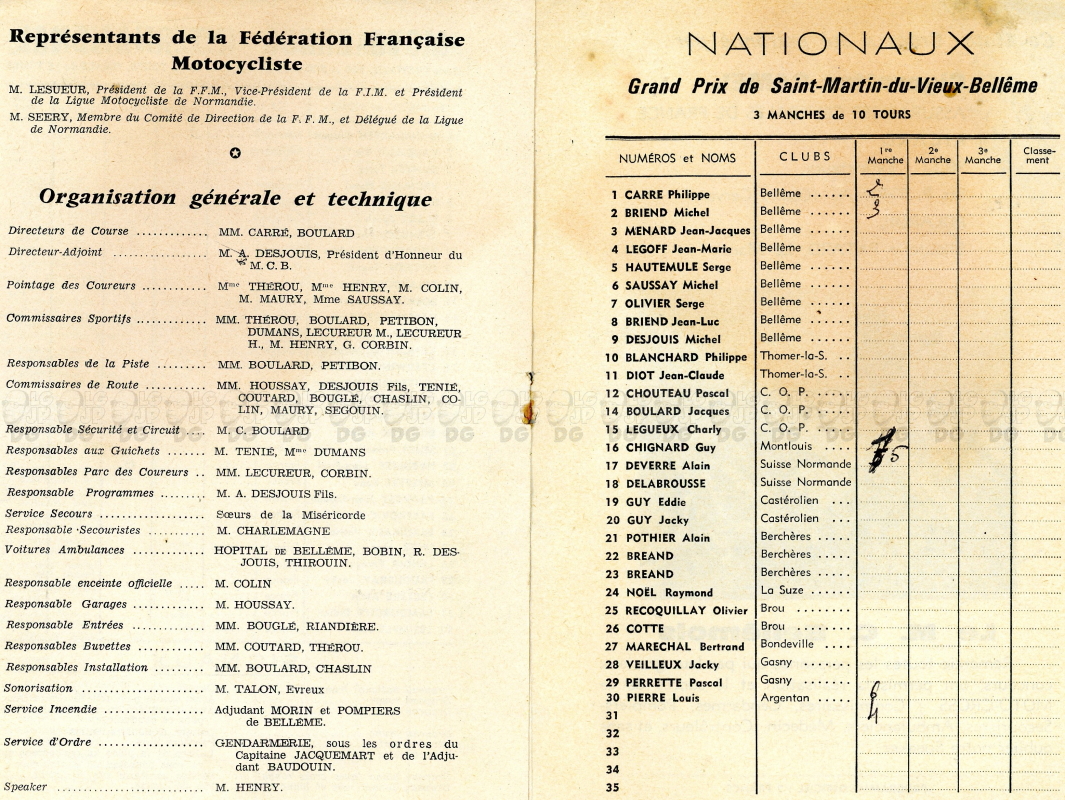 Représentants de la Fédération Française
Motocycliste
M. LESUEUR, Président de la F.F.M., Vice-Président de la F.I.M. et Président
de la Ligue Motocycliste de Normandie.
M. SEERY, Membre du Comité de Direction de la F. F. M., et Délégué de la Ligue
de Normandie.
Organisation générale et technique
Directeurs de Course ............ MM. CARRÉ, BOULARD
Directeur-Adjoint ................ M. A. DESJOUIS, Président d'Honneur du
M. C. B.
Pointage des Coureurs ............ Mme THÉROU, Mme HENRY, M. COLIN,
M. MAURY, Mme SAUSSAY.
Commissaires Sportifs ............ MM. THÉROU, BOULARD, PETIBON,
DUMANS, LECUREUR M., LECUREUR
H., M. HENRY, G. CORBIN.
Responsables de la Piste .......... MM. BOULARD, PETIBON.
Commissaires de Route ........... MM. HOUSSAY, DESJOUIS Fils, TENIÉ,
COUTARD, BOUGLÉ, CHASLIN, CO-
LIN, MAURY, SEGOUIN.
Responsable Sécurité et Circuit ... M. C. BOULARD
Responsables aux Guichets ....... M. TENIÉ, Mme DUMANS
Responsables Parc des Coureurs .. MM. LECUREUR, CORBIN.
Responsable Programmes ........ M. A. DESJOUIS Fils.
Service Secours ................... Sœurs de la Miséricorde
Responsable Secouristes .......... M. CHARLEMAGNE
Voitures Ambulances ............. HOPITAL DE BELLÊME, BOBIN, R. DES-
JOUIS, THIROUIN.
Responsable enceinte officielle ..... M. COLIN
Responsable Garages ............. M. HOUSSAY.
Responsable Entrées ............. MM. BOUGLÉ, RIANDIÈRE.
Responsables Buvettes ........... MM. COUTARD, THÉROU.
Responsables Installation ......... MM. BOULARD, CHASLIN
Sonorisation ...................... M. TALON, Evreux
Service Incendie .................. Adjudant MORIN et POMPIERS
de BELLÊME.
Service d'Ordre ................... GENDARMERIE, sous les ordres du
Capitaine JACQUEMART et de l'Adju-
dant BAUDOUIN.
Speaker .......................... M. HENRY.
NATIONAUX
Grand Prix de Saint-Martin-du-Vieux-Bellême
3 MANCHES de 10 TOURS
NUMÉROS et NOMS CLUBS 1re Manche 2e Manche 3e Manche Classe-ment
1 CARRE Philippe Bellême ...... 2
2 BRIEND Michel Bellême ...... 3
3 MENARD Jean-Jacques Bellême ......
4 LEGOFF Jean-Marie Bellême ......
5 HAUTEMULE Serge Bellême ......
6 SAUSSAY Michel Bellême ......
7 OLIVIER Serge Bellême ......
8 BRIEND Jean-Luc Bellême ......
9 DESJOUIS Michel Bellême ......
10 BLANCHARD Philippe Thomer-la-S. ..
11 DIOT Jean-Claude Thomer-la-S. ..
12 CHOUTEAU Pascal C. O. P. .....
14 BOULARD Jacques C. O. P. .....
15 LEGUEUX Charly C. O. P. .....
16 CHIGNARD Guy Montlouis ....
17 DEVERRE Alain Suisse Normande 5
18 DELABROUSSE Suisse Normande
19 GUY Eddie Castérolien ...
20 GUY Jacky Castérolien ...
21 POTHIER Alain Berchères .....
22 BREAND Berchères .....
23 BREAND Berchères .....
24 NOËL Raymond La Suze .......
25 RECOQUILLAY Olivier Brou ........
26 COTTE Brou ........
27 MARECHAL Bertrand Bondeville ....
28 VEILLEUX Jacky Gasny .......
29 PERRETTE Pascal Gasny .......
30 PIERRE Louis Argentan ..... 6
31 4
32
33
34
35